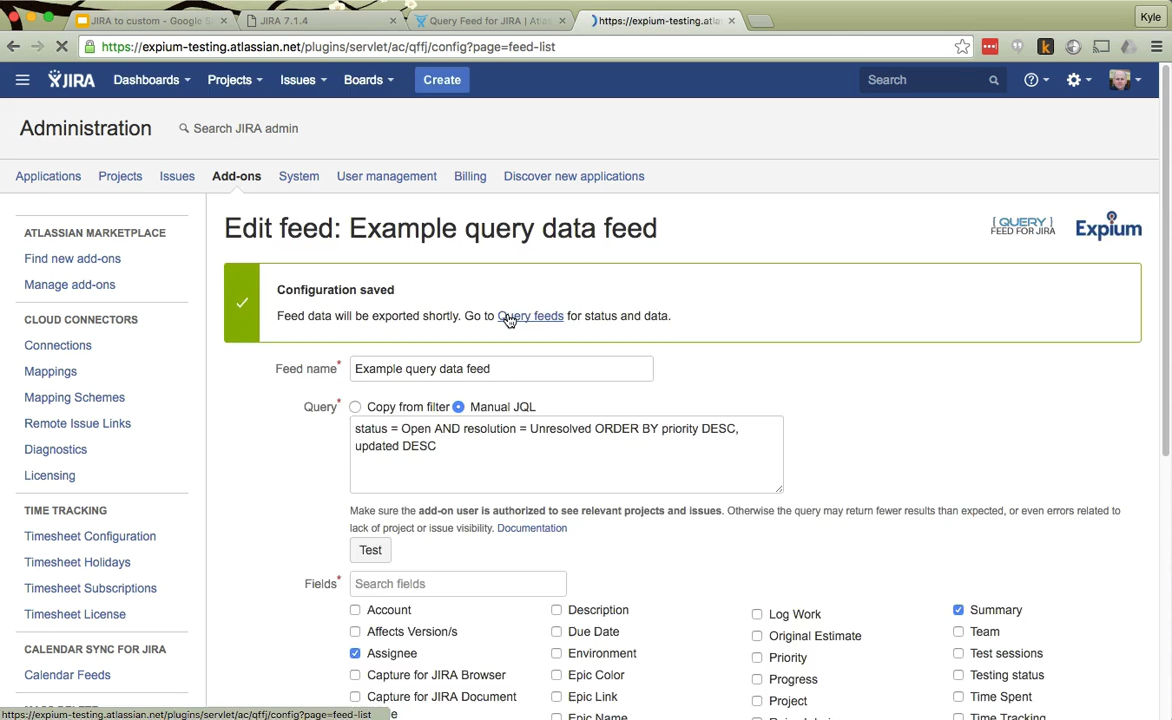 JIRA to custom - Google S
JIRA 7.1.4
Query Feed for JIRA | Atlas
https://expium-testing.atla
Kyle
https://expium-testing.atlassian.net/plugins/servlet/ac/qffj/config?page=feed-list
JIRA
Dashboards
Projects
Issues
Boards
Create
Search
Administration
Search JIRA admin
Applications
Projects
Issues
Add-ons
System
User management
Billing
Discover new applications
ATLASSIAN MARKETPLACE
Find new add-ons
Manage add-ons
CLOUD CONNECTORS
Connections
Mappings
Mapping Schemes
Remote Issue Links
Diagnostics
Licensing
TIME TRACKING
Timesheet Configuration
Timesheet Holidays
Timesheet Subscriptions
Timesheet License
CALENDAR SYNC FOR JIRA
Calendar Feeds
Edit feed: Example query data feed
{ QUERY }
FEED FOR JIRA
Expium
Configuration saved
Feed data will be exported shortly. Go to Query feeds for status and data.
Feed name* Example query data feed
Query* Copy from filter Manual JQL
status = Open AND resolution = Unresolved ORDER BY priority DESC,
updated DESC
Make sure the add-on user is authorized to see relevant projects and issues. Otherwise the query may return fewer results than expected, or even errors related to
lack of project or issue visibility. Documentation
Test
Fields* Search fields
Account
Affects Version/s
Assignee
Capture for JIRA Browser
Capture for JIRA Document
Description
Due Date
Environment
Epic Color
Epic Link
Epic Name
Log Work
Original Estimate
Priority
Progress
Project
Summary
Team
Test sessions
Testing status
Time Spent
Time Tracking
https://expium-testing.atlassian.net/plugins/servlet/ac/qffj/config?page=feed-list